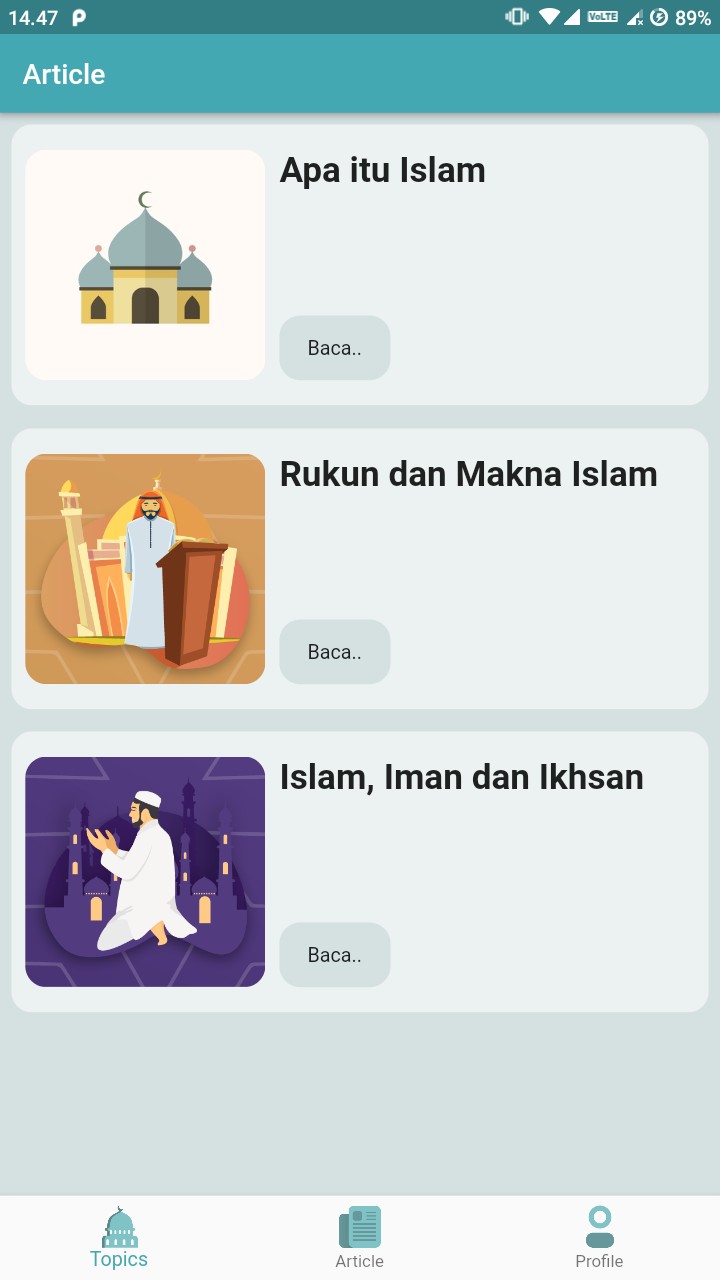 14.47
VoLTE
89%
Article
Apa itu Islam
Baca..
Rukun dan Makna Islam
Baca..
Islam, Iman dan Ikhsan
Baca..
Topics
Article
Profile